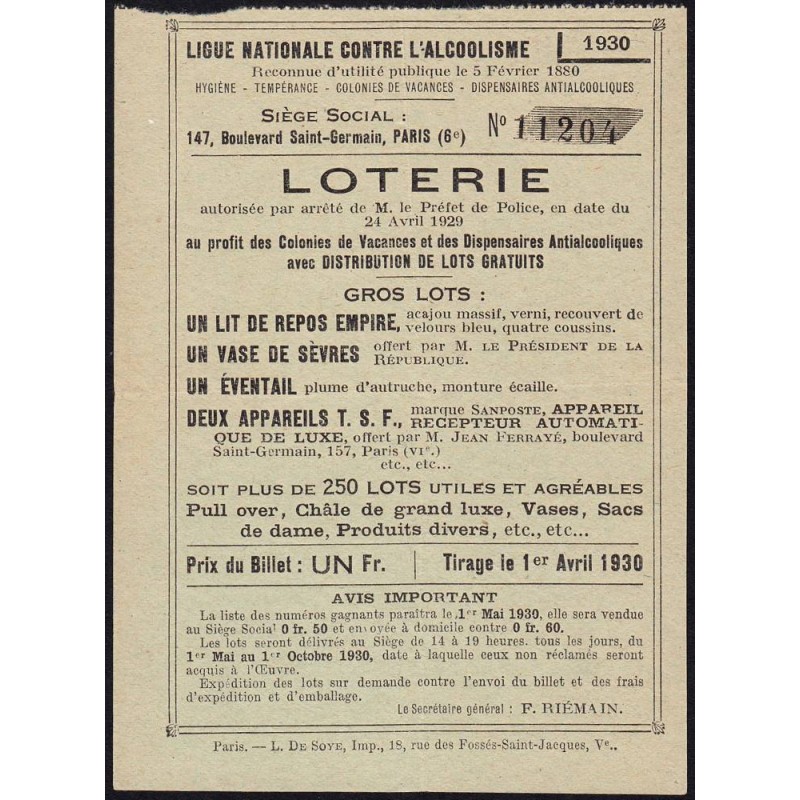 LIGUE NATIONALE CONTRE L'ALCOOLISME 1930
Reconnue d'utilité publique le 5 Février 1880
HYGIÈNE - TEMPÉRANCE - COLONIES DE VACANCES - DISPENSAIRES ANTIALCOOLIQUES
SIÈGE SOCIAL :
147, Boulevard Saint-Germain, PARIS (6e) No 11204
LOTERIE
autorisée par arrêté de M. le Préfet de Police, en date du
24 Avril 1929
au profit des Colonies de Vacances et des Dispensaires Antialcooliques
avec DISTRIBUTION DE LOTS GRATUITS
GROS LOTS :
UN LIT DE REPOS EMPIRE, acajou massif, verni, recouvert de
velours bleu, quatre coussins.
UN VASE DE SÈVRES offert par M. LE PRÉSIDENT DE LA
RÉPUBLIQUE.
UN ÉVENTAIL plume d'autruche, monture écaille.
DEUX APPAREILS T. S. F., marque SANPOSTE, APPAREIL
RECEPTEUR AUTOMATI-
QUE DE LUXE, offert par M. JEAN FERRAYÉ, boulevard
Saint-Germain, 157, Paris (VIe.)
etc., etc...
SOIT PLUS DE 250 LOTS UTILES ET AGRÉABLES
Pull over, Châle de grand luxe, Vases, Sacs
de dame, Produits divers, etc., etc...
Prix du Billet : UN Fr. Tirage le 1er Avril 1930
AVIS IMPORTANT
La liste des numéros gagnants paraîtra le 1er Mai 1930, elle sera vendue
au Siège Social 0 fr. 50 et envoyée à domicile contre 0 fr. 60.
Les lots seront délivrés au Siège de 14 à 19 heures. tous les jours, du
1er Mai au 1er Octobre 1930, date à laquelle ceux non réclamés seront
acquis à l'Œuvre.
Expédition des lots sur demande contre l'envoi du billet et des frais
d'expédition et d'emballage.
Le Secrétaire général : F. RIÉMAIN.
Paris. — L. DE SOYE, Imp., 18, rue des Fossés-Saint-Jacques, Ve..